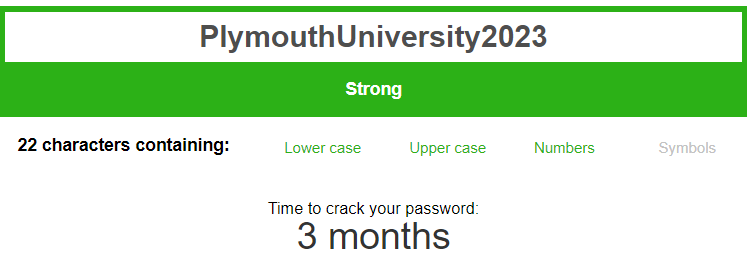 PlymouthUniversity2023
Strong
22 characters containing: Lower case Upper case Numbers Symbols
Time to crack your password:
3 months